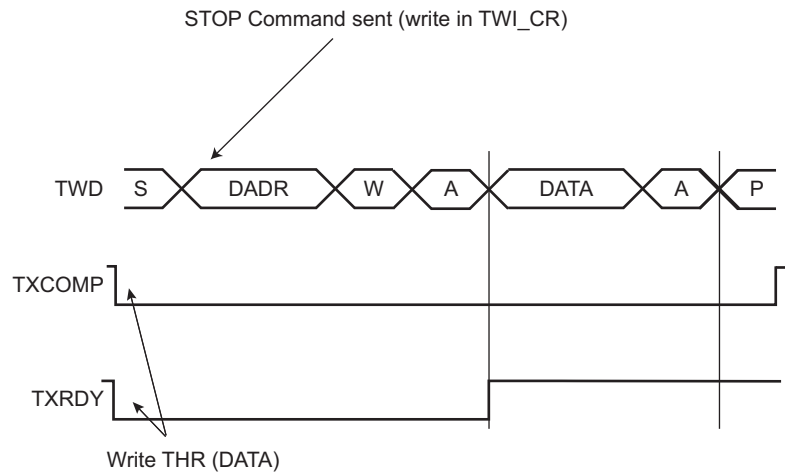 STOP Command sent (write in TWI_CR)
TWD S DADR W A DATA A P
TXCOMP
TXRDY
Write THR (DATA)